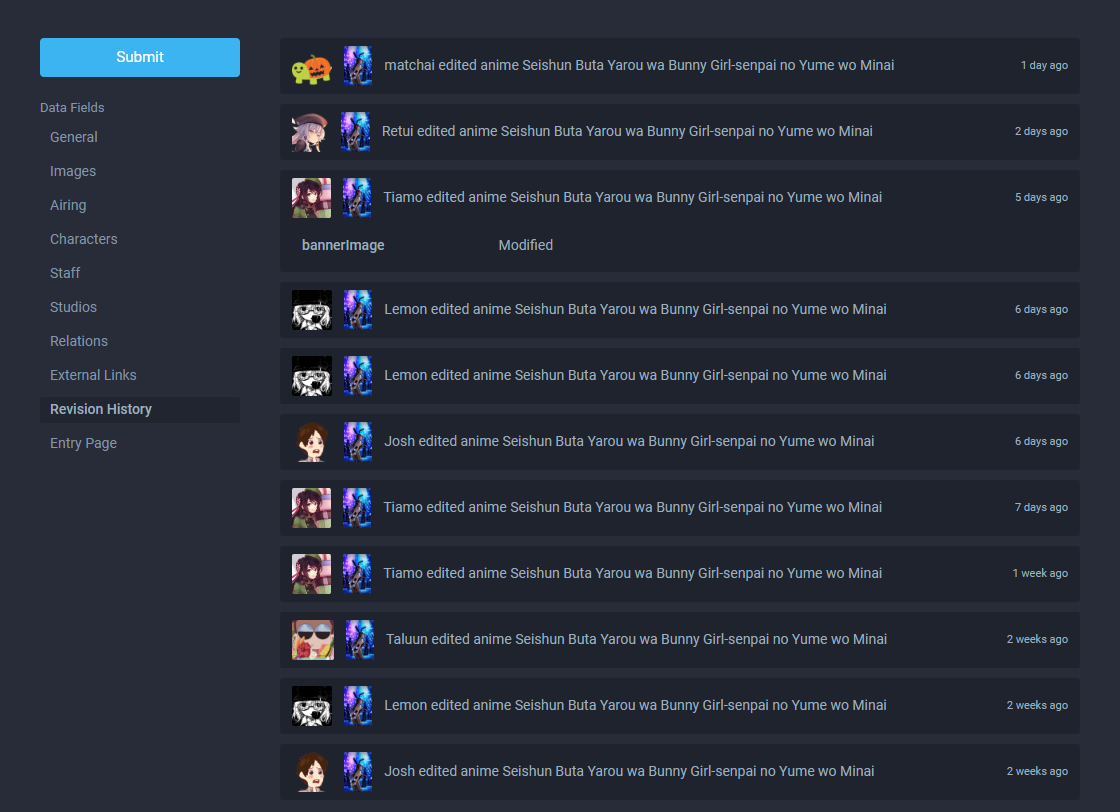 Submit
Data Fields
General
Images
Airing
Characters
Staff
Studios
Relations
External Links
Revision History
Entry Page
matchai edited anime Seishun Buta Yarou wa Bunny Girl-senpai no Yume wo Minai 1 day ago
Retui edited anime Seishun Buta Yarou wa Bunny Girl-senpai no Yume wo Minai 2 days ago
Tiamo edited anime Seishun Buta Yarou wa Bunny Girl-senpai no Yume wo Minai 5 days ago
bannerImage Modified
Lemon edited anime Seishun Buta Yarou wa Bunny Girl-senpai no Yume wo Minai 6 days ago
Lemon edited anime Seishun Buta Yarou wa Bunny Girl-senpai no Yume wo Minai 6 days ago
Josh edited anime Seishun Buta Yarou wa Bunny Girl-senpai no Yume wo Minai 6 days ago
Tiamo edited anime Seishun Buta Yarou wa Bunny Girl-senpai no Yume wo Minai 7 days ago
Tiamo edited anime Seishun Buta Yarou wa Bunny Girl-senpai no Yume wo Minai 1 week ago
Taluun edited anime Seishun Buta Yarou wa Bunny Girl-senpai no Yume wo Minai 2 weeks ago
Lemon edited anime Seishun Buta Yarou wa Bunny Girl-senpai no Yume wo Minai 2 weeks ago
Josh edited anime Seishun Buta Yarou wa Bunny Girl-senpai no Yume wo Minai 2 weeks ago